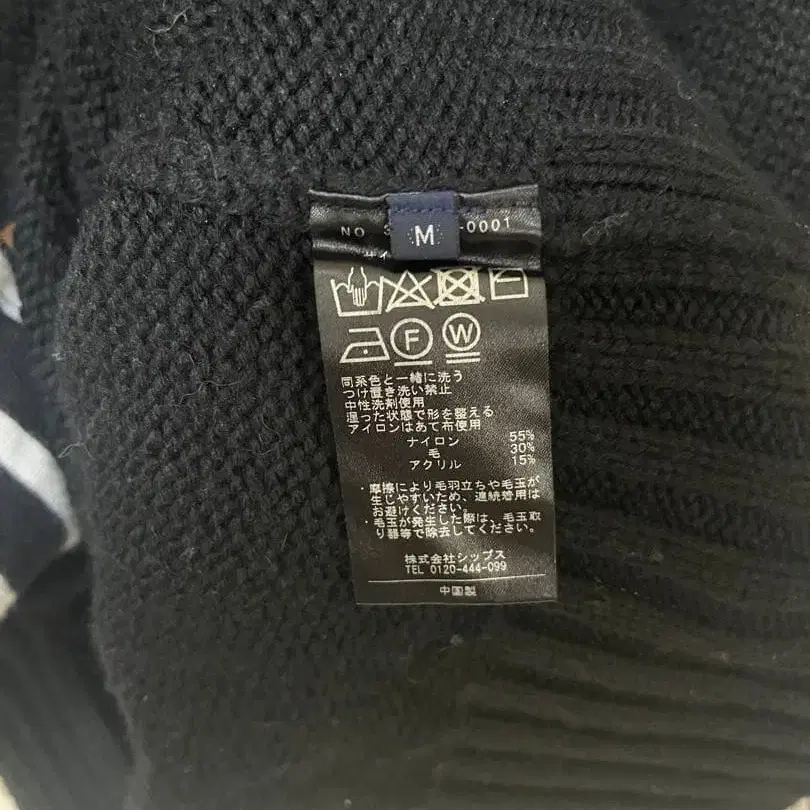 NO
M
-0001
サイ
F
W
同系色と一緒に洗う
つけ置き洗い禁止
中性洗剤使用
湿った状態で形を整える
アイロンはあて布使用
ナイロン 55%
毛 30%
アクリル 15%
・摩擦により毛羽立ちや毛玉が
生じやすいため、連続着用は
お避けください。
・毛玉が発生した際は、毛玉取
り器等で除去してください。
株式会社シップス
TEL 0120-444-099
中国製